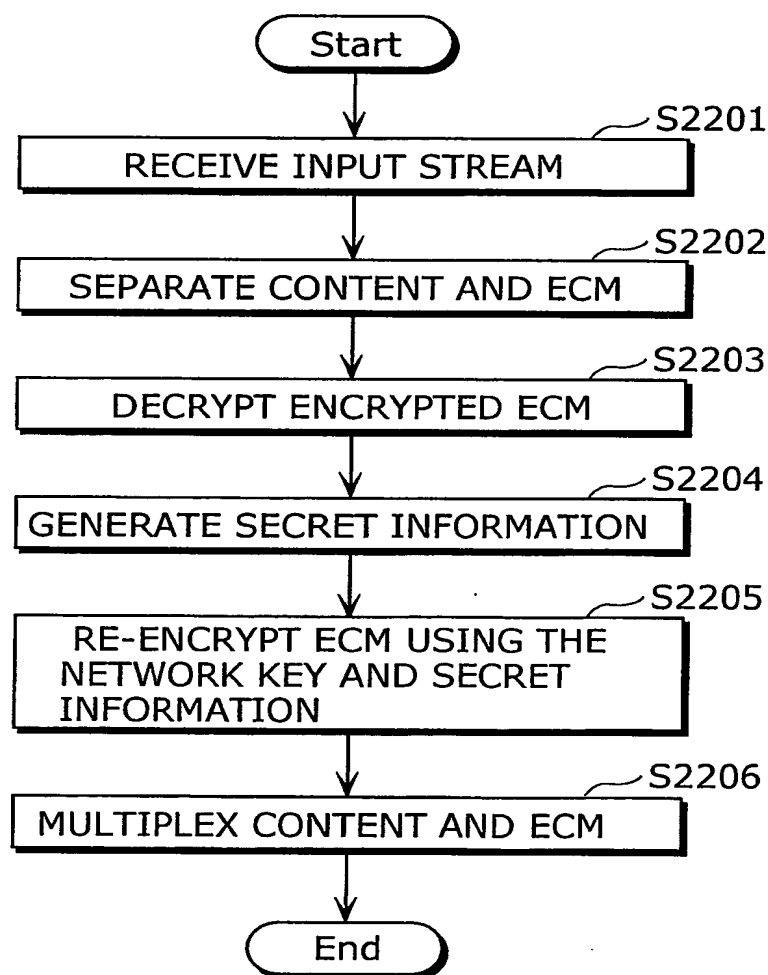 Start
S2201
RECEIVE INPUT STREAM
S2202
SEPARATE CONTENT AND ECM
S2203
DECRYPT ENCRYPTED ECM
S2204
GENERATE SECRET INFORMATION
S2205
RE-ENCRYPT ECM USING THE
NETWORK KEY AND SECRET
INFORMATION
S2206
MULTIPLEX CONTENT AND ECM
End